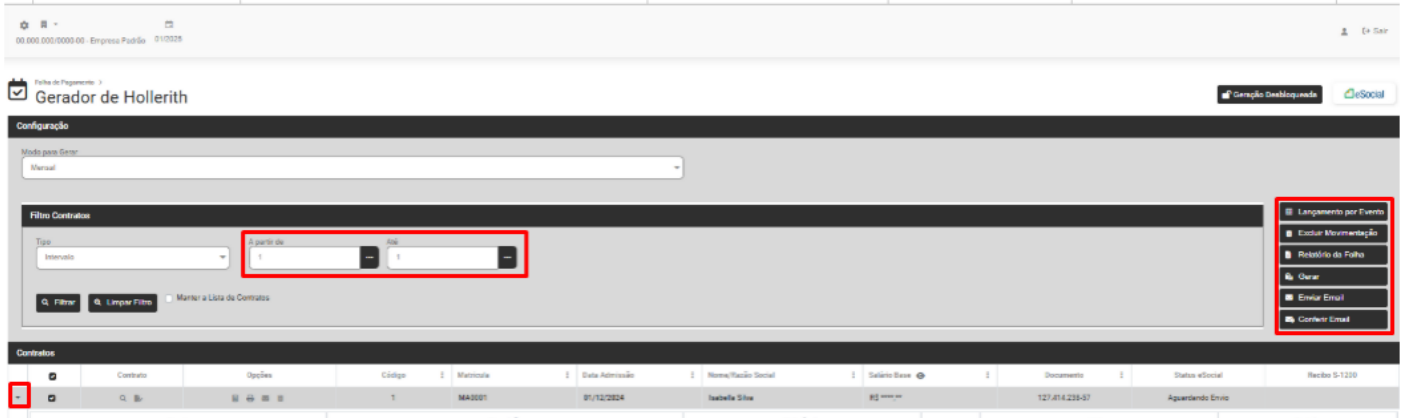 00.000.000/0000-00 - Empresa Padrão 01/2025
Sair
Folha de Pagamento >
Gerador de Hollerith
Geração Desbloqueada
eSocial
Configuração
Modo para Gerar
Mensal
Filtro Contratos
Tipo
A partir de
Até
Intervalo
1
1
Filtrar
Limpar Filtro
Manter a Lista de Contratos
Lançamento por Evento
Excluir Movimentação
Relatório da Folha
Gerar
Enviar Email
Conferir Email
Contratos
Contrato Opções Código Matrícula Data Admissão Nome/Razão Social Salário Base Documento Status eSocial Recibo S-1200
1 MA0001 01/12/2024 Isabella Silva R$ ****,** 127.414.238-57 Aguardando Envio